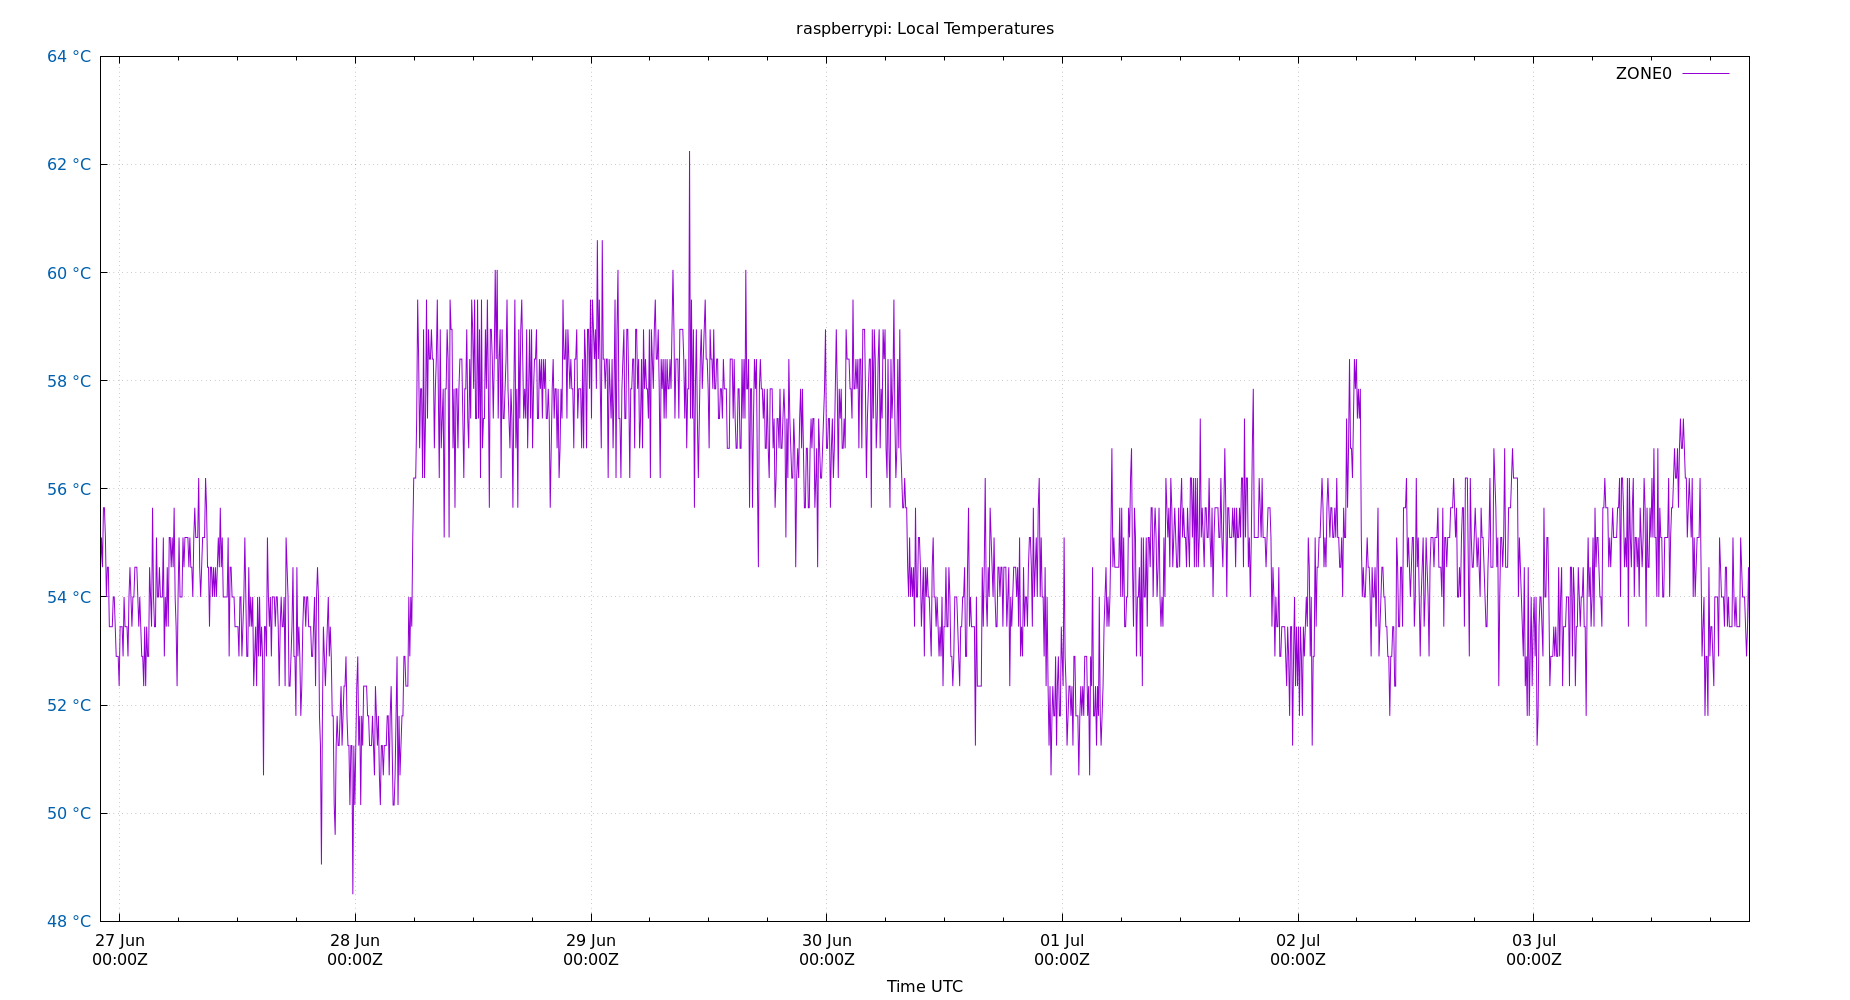 raspberrypi: Local Temperatures
64 °C
ZONE0
62 °C
60 °C
58 °C
56 °C
54 °C
52 °C
50 °C
48 °C
27 Jun 28 Jun 29 Jun 30 Jun 01 Jul 02 Jul 03 Jul
00:00Z 00:00Z 00:00Z 00:00Z 00:00Z 00:00Z 00:00Z
Time UTC